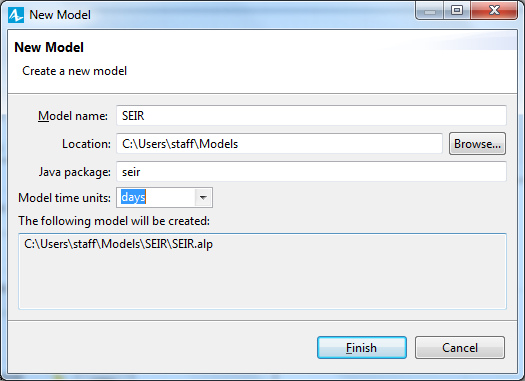 New Model
New Model
Create a new model
Model name: SEIR
Location: C:\Users\staff\Models Browse...
Java package: seir
Model time units: days
The following model will be created:
C:\Users\staff\Models\SEIR\SEIR.alp
Finish Cancel